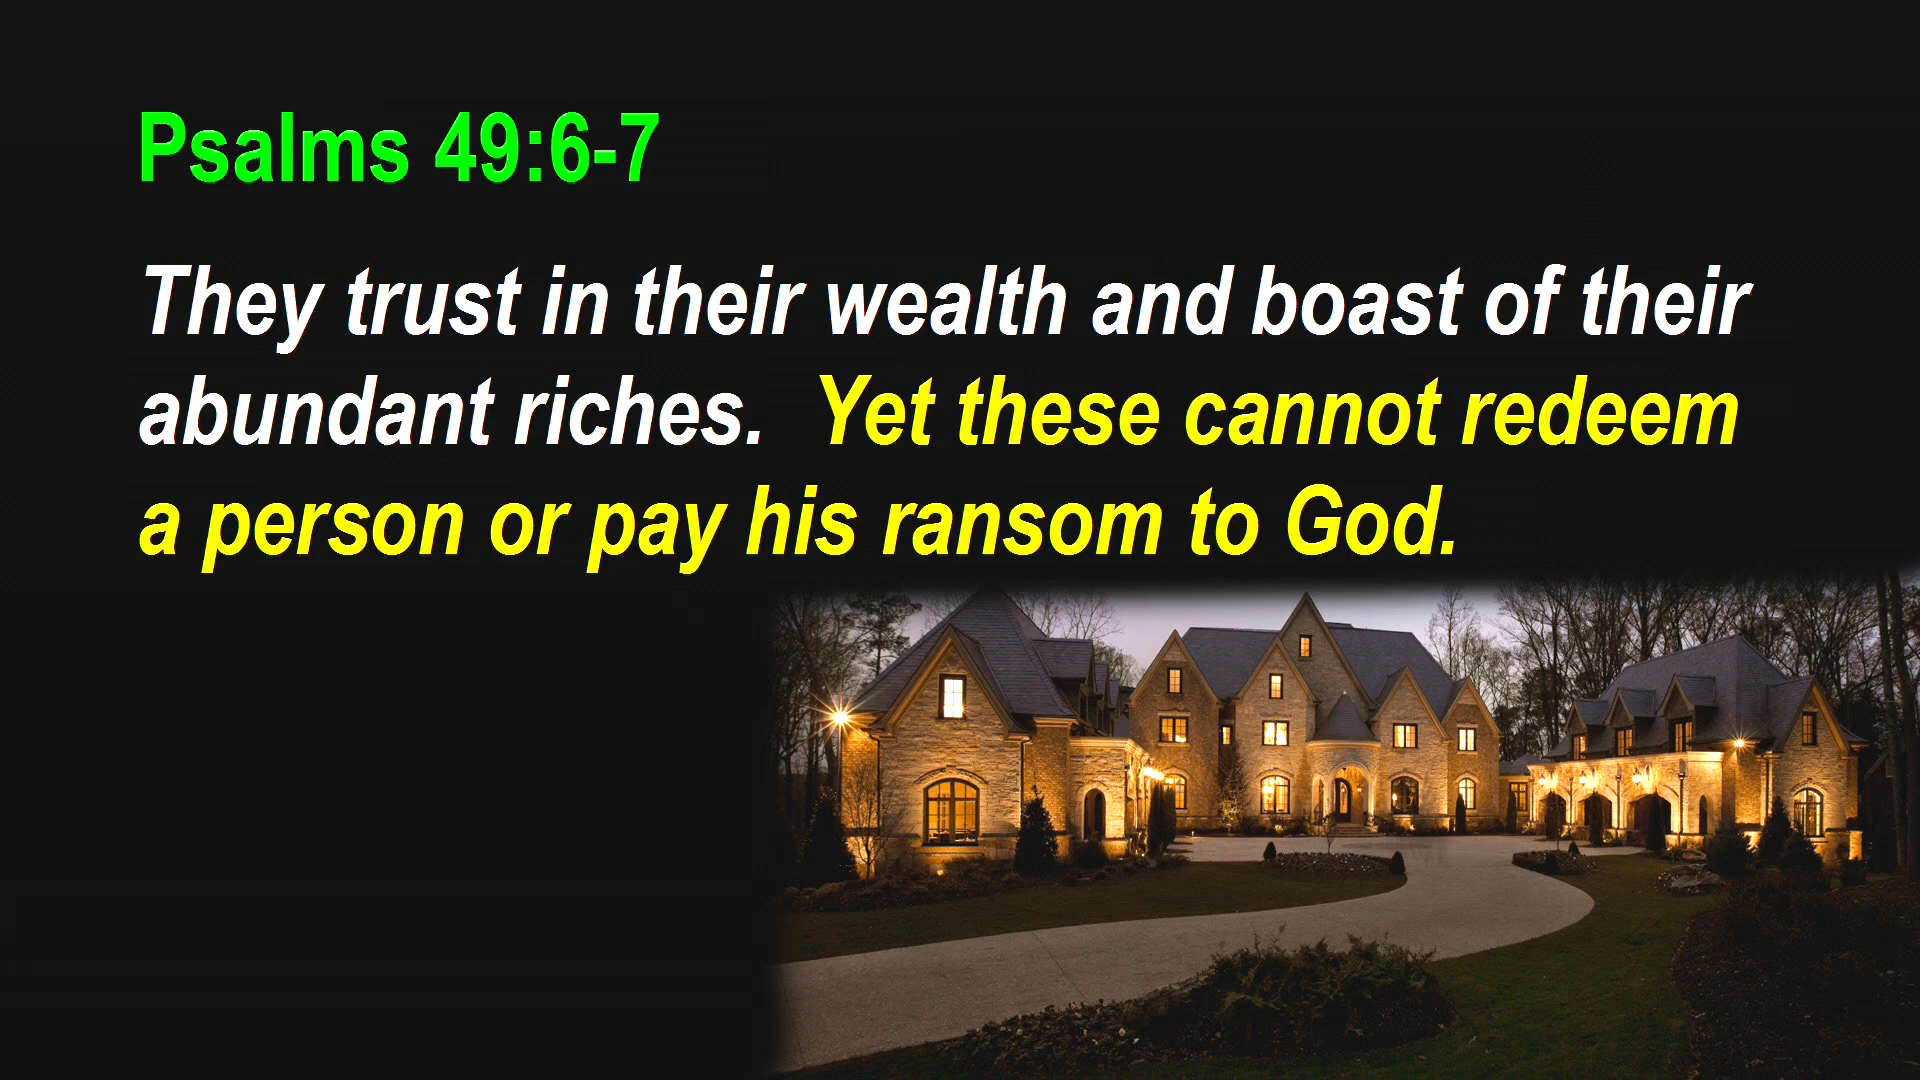 Psalms 49:6-7
They trust in their wealth and boast of their
abundant riches.  Yet these cannot redeem
a person or pay his ransom to God.